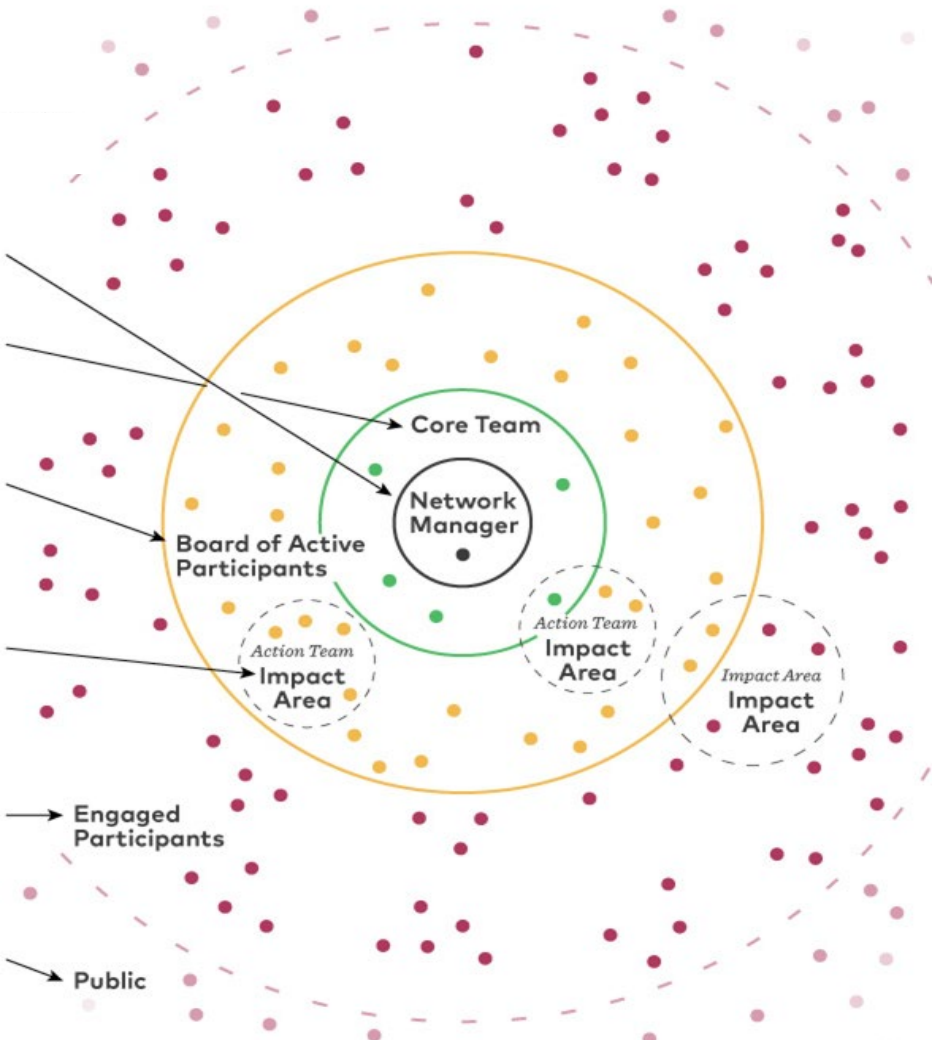 Core Team
Network
Manager
Board of Active
Participants
Action Team
Impact
Area
Action Team
Impact
Area
Impact Area
Impact
Area
Engaged
Participants
Public